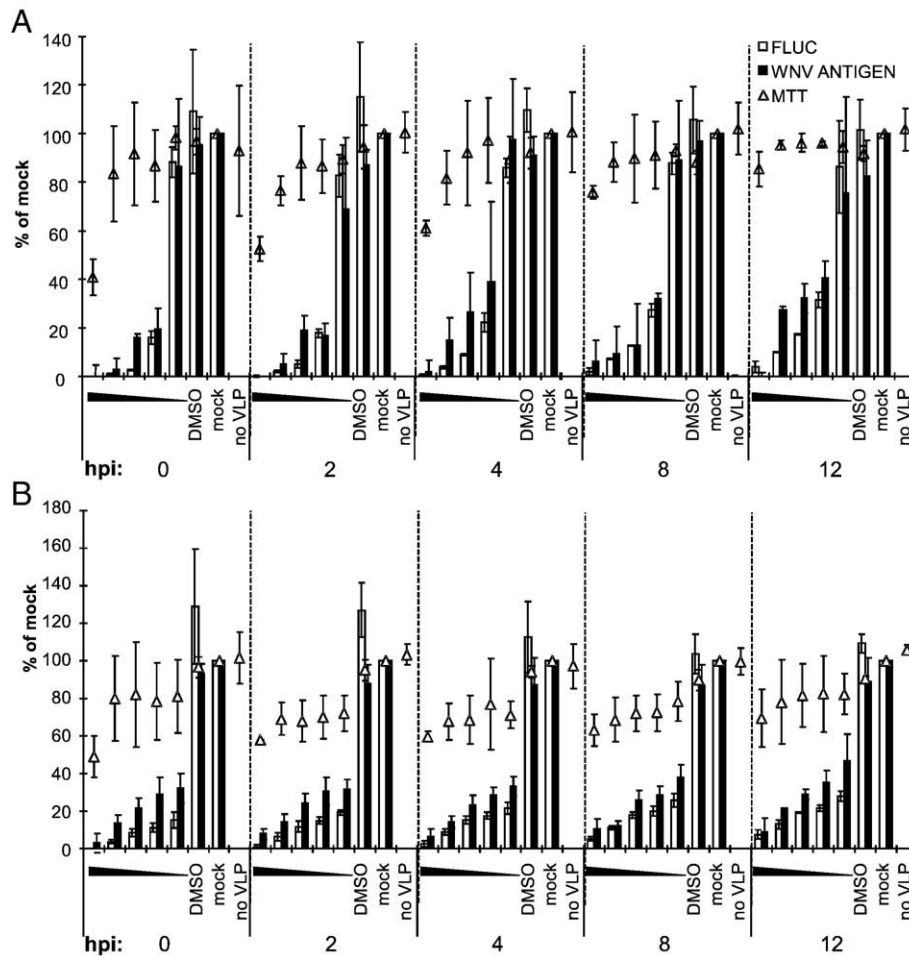 A
140
120
100
80
60
40
20
0
% of mock
FLUC
WNV ANTIGEN
MTT
DMSO mock no VLP DMSO mock no VLP DMSO mock no VLP DMSO mock no VLP DMSO mock no VLP
hpi: 0 2 4 8 12
B
180
160
140
120
100
80
60
40
20
0
% of mock
DMSO mock no VLP DMSO mock no VLP DMSO mock no VLP DMSO mock no VLP DMSO mock no VLP
hpi: 0 2 4 8 12